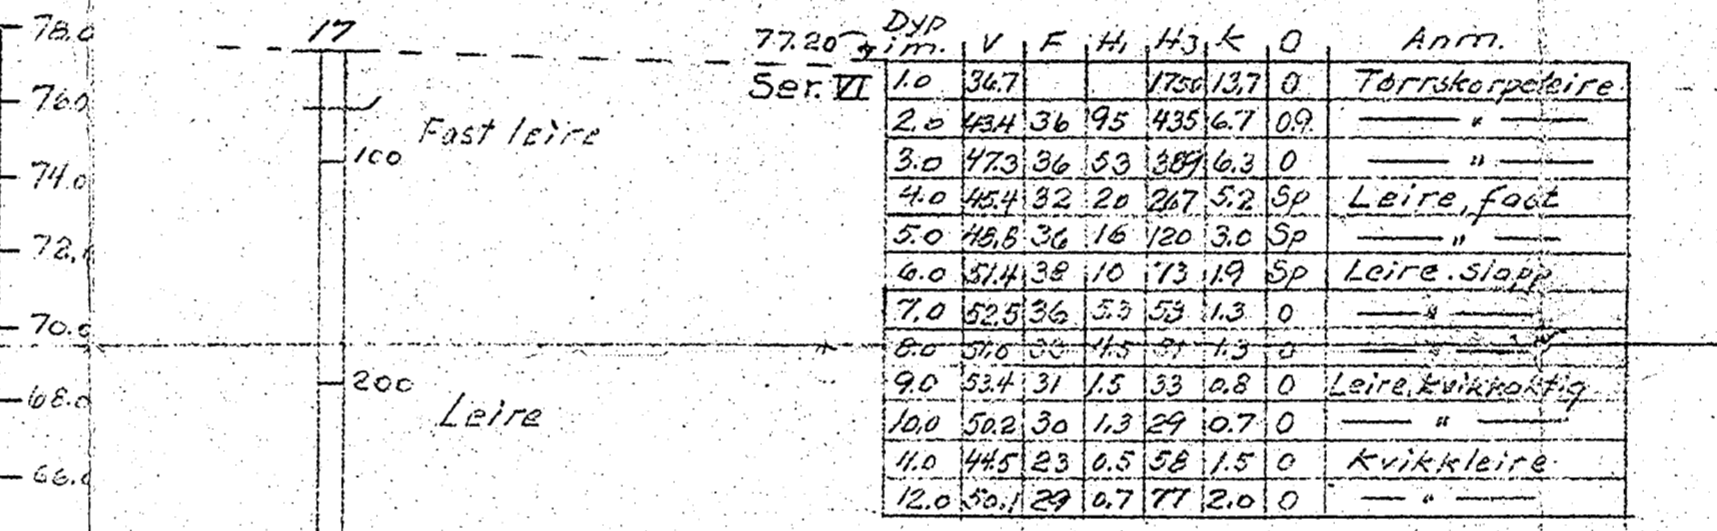 78.0
76.0
74.0
72.
70.0
68.0
66.
17
Fast leire
100
200
Leire
77.20
Ser. VI
Dyp i m. V F H₁ H₃ k O Anm.
1.0 36.7 1750 13,7 0 Tørrskorpeleire
2.0 43.4 36 95 435 6.7 0.9 — " —
3.0 47.3 36 53 389 6.3 0 — " —
4.0 45.4 32 20 267 5.2 Sp Leire, fast
5.0 48,8 36 16 120 3.0 Sp — " —
6.0 51.4 38 10 73 1.9 Sp Leire. slapp
7.0 52.5 36 5.3 53 1.3 0 — " —
8.0 4.5 1.3 0 — " —
9.0 53.4 31 1.5 33 0.8 0 Leire, kvikkaktig
10.0 50.2 30 1,3 29 0.7 0 — " —
11.0 44.5 23 0.5 58 1.5 0 Kvikkleire
12.0 50.1 29 0.7 77 2.0 0 — " —